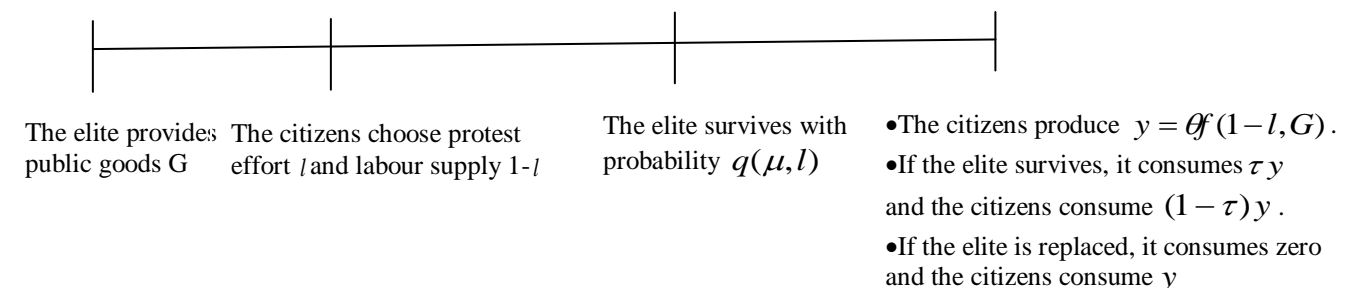 The elite provides
public goods G
The citizens choose protest
effort l and labour supply 1-l
The elite survives with
probability q(μ,l)
•The citizens produce y = θf(1−l,G).
•If the elite survives, it consumes τ y
and the citizens consume (1−τ)y.
•If the elite is replaced, it consumes zero
and the citizens consume y